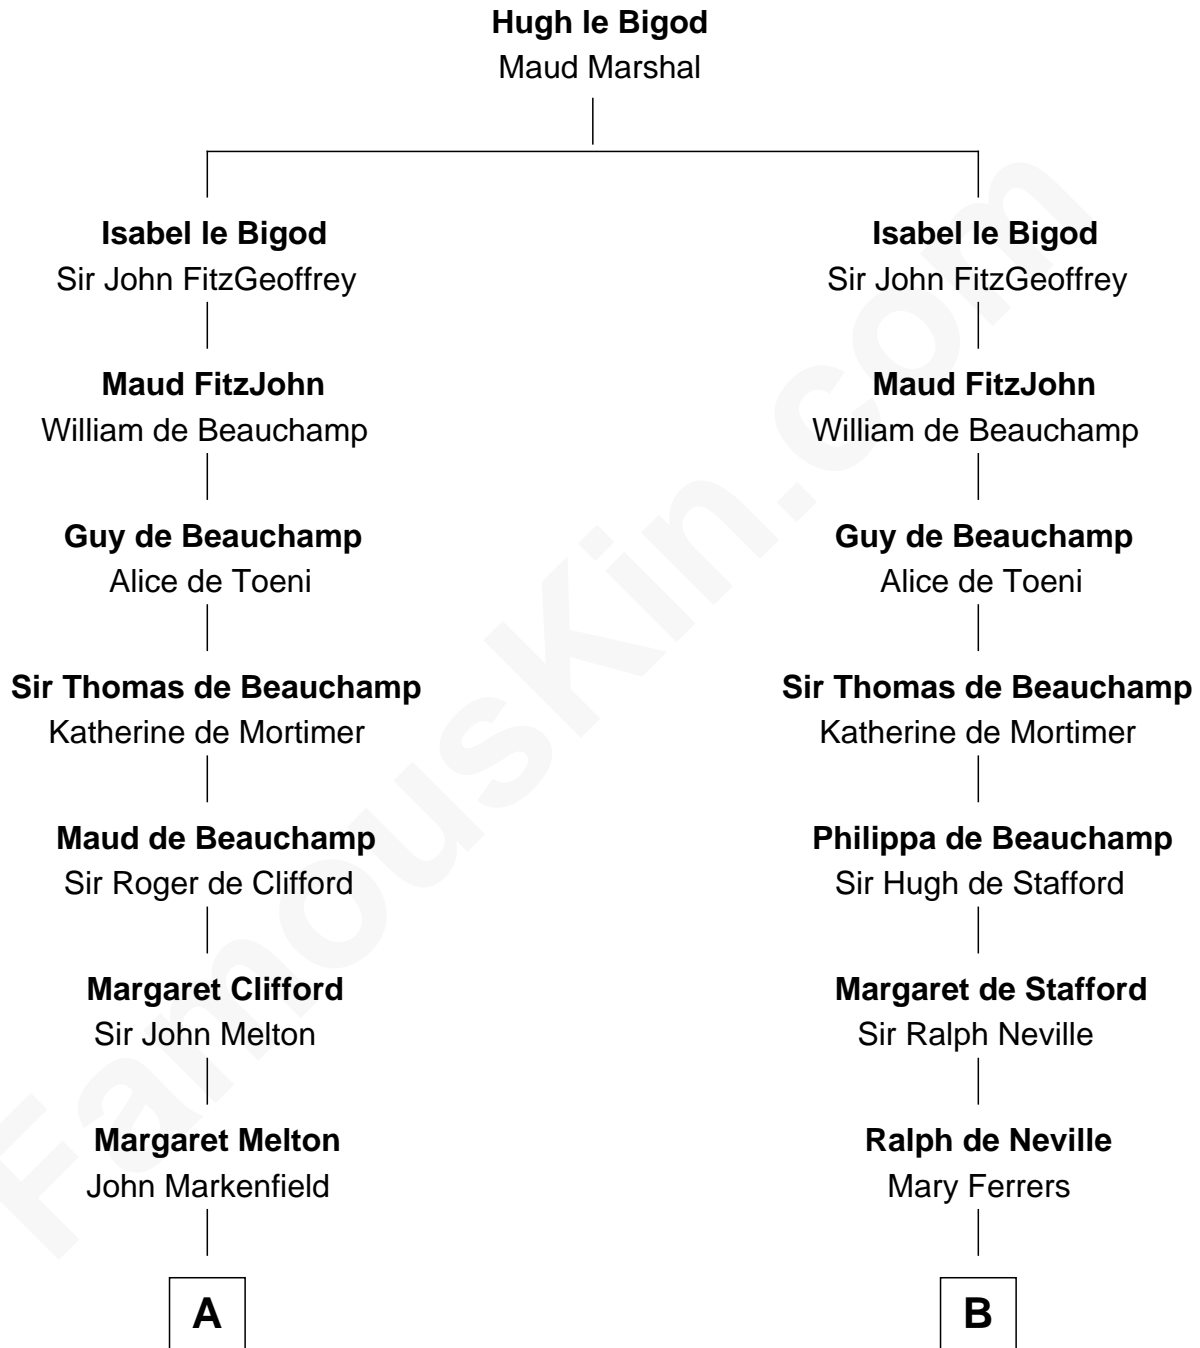 Hugh le Bigod
Maud Marshal
Isabel le Bigod
Sir John FitzGeoffrey
Maud FitzJohn
William de Beauchamp
Guy de Beauchamp
Alice de Toeni
Sir Thomas de Beauchamp
Katherine de Mortimer
Maud de Beauchamp
Sir Roger de Clifford
Margaret Clifford
Sir John Melton
Margaret Melton
John Markenfield
A
Isabel le Bigod
Sir John FitzGeoffrey
Maud FitzJohn
William de Beauchamp
Guy de Beauchamp
Alice de Toeni
Sir Thomas de Beauchamp
Katherine de Mortimer
Philippa de Beauchamp
Sir Hugh de Stafford
Margaret de Stafford
Sir Ralph Neville
Ralph de Neville
Mary Ferrers
B
FamousKin.com